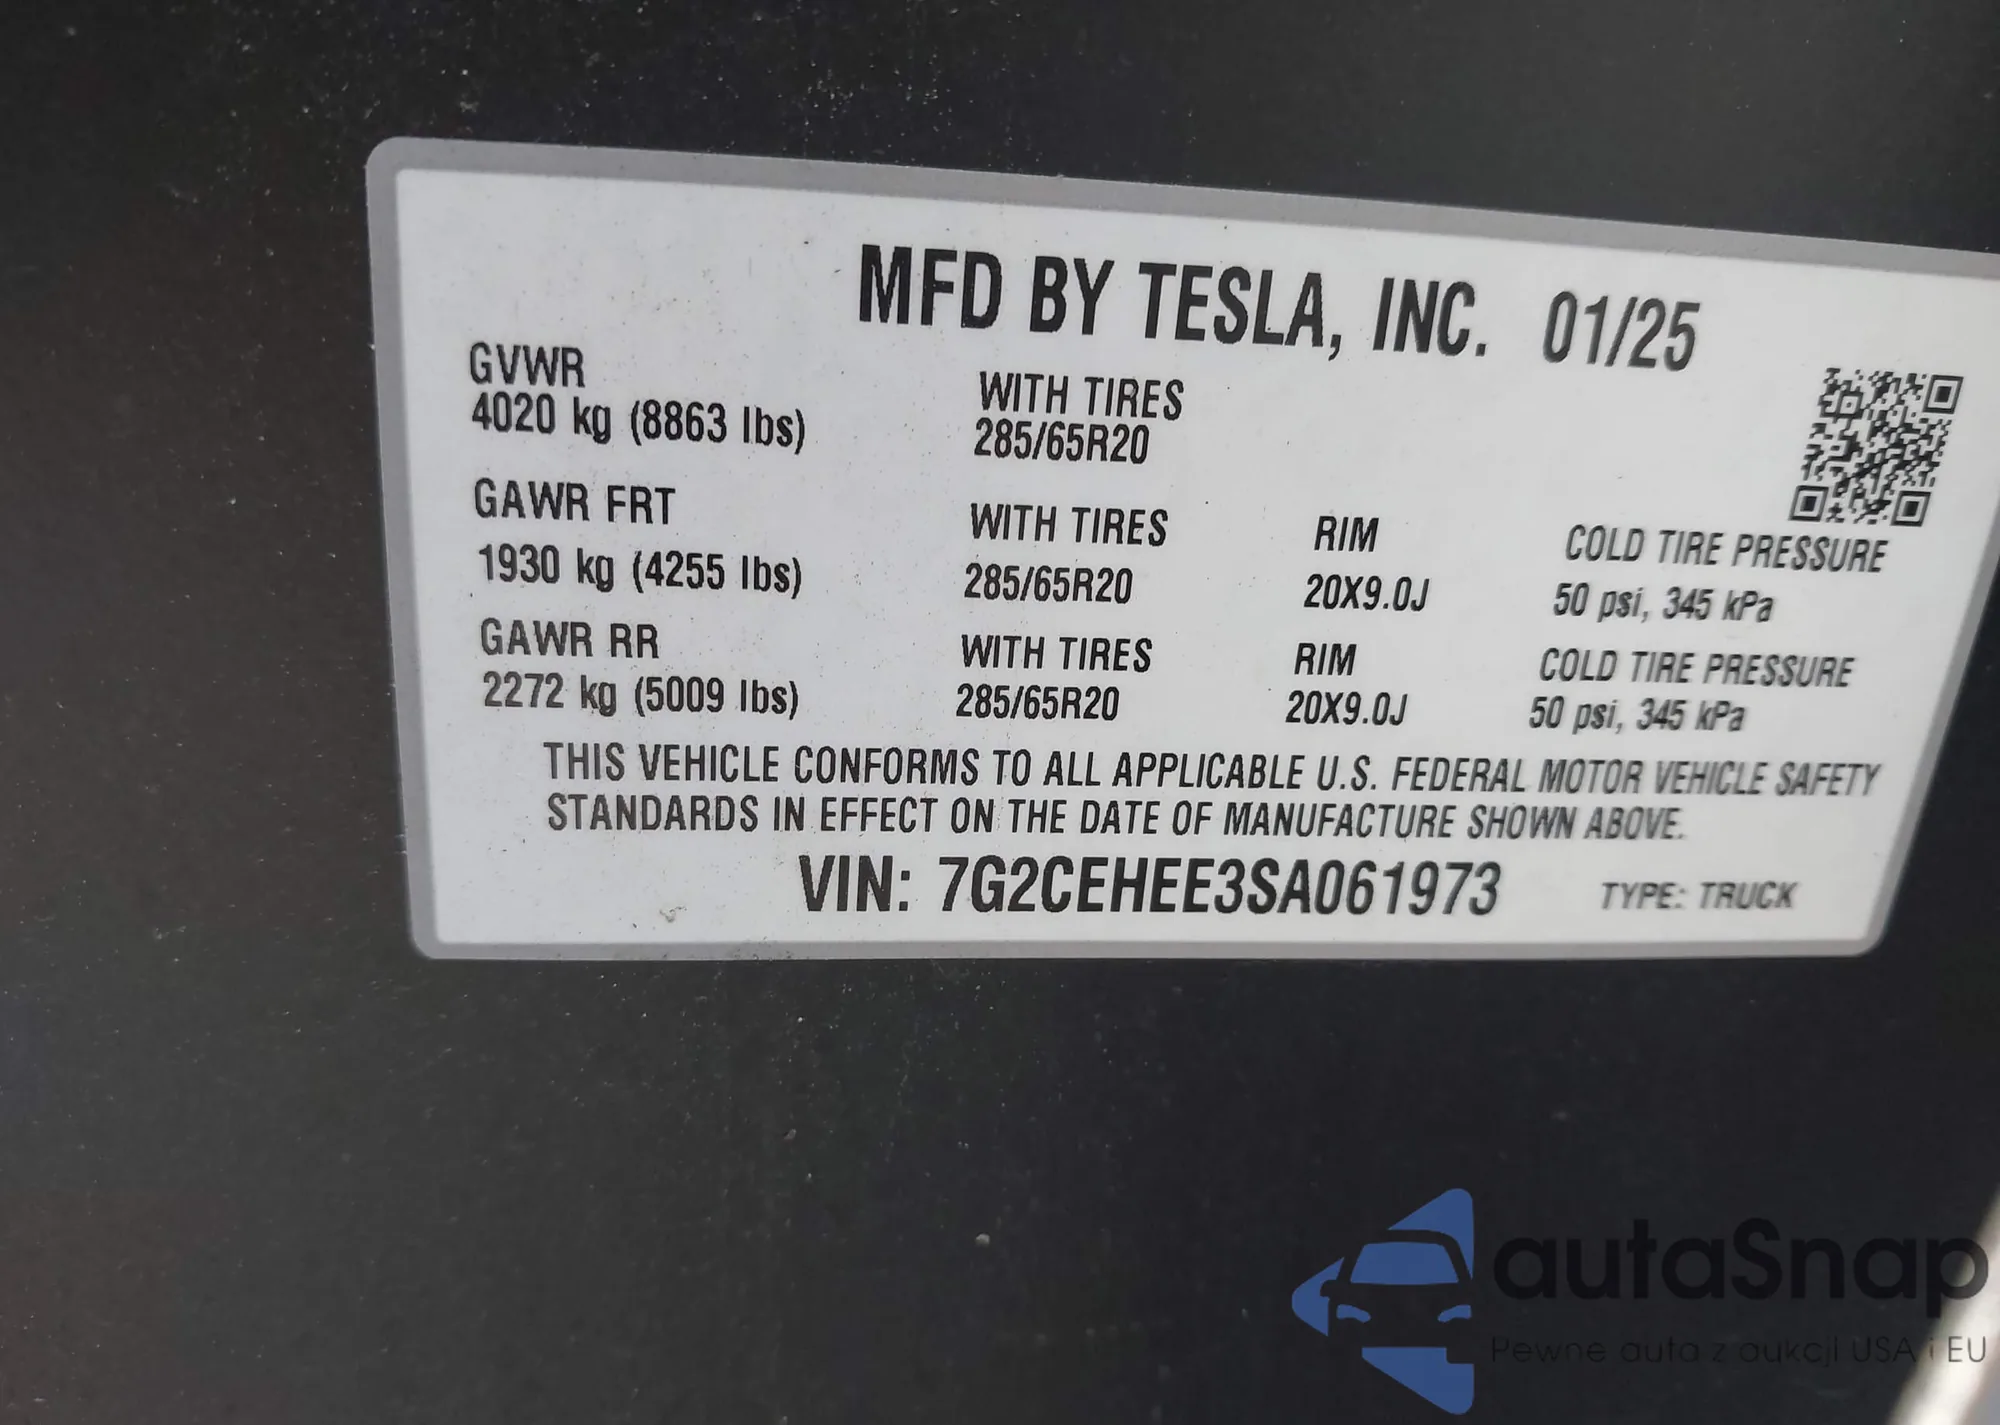 MFD BY TESLA, INC. 01/25
GVWR
4020 kg (8863 lbs)
WITH TIRES
285/65R20
GAWR FRT
1930 kg (4255 lbs)
WITH TIRES
285/65R20
RIM
20X9.0J
COLD TIRE PRESSURE
50 psi, 345 kPa
GAWR RR
2272 kg (5009 lbs)
WITH TIRES
285/65R20
RIM
20X9.0J
COLD TIRE PRESSURE
50 psi, 345 kPa
THIS VEHICLE CONFORMS TO ALL APPLICABLE U.S. FEDERAL MOTOR VEHICLE SAFETY
STANDARDS IN EFFECT ON THE DATE OF MANUFACTURE SHOWN ABOVE.
VIN: 7G2CEHEE3SA061973 TYPE: TRUCK
autaSnap
Pewne auta z aukcji USA i EU